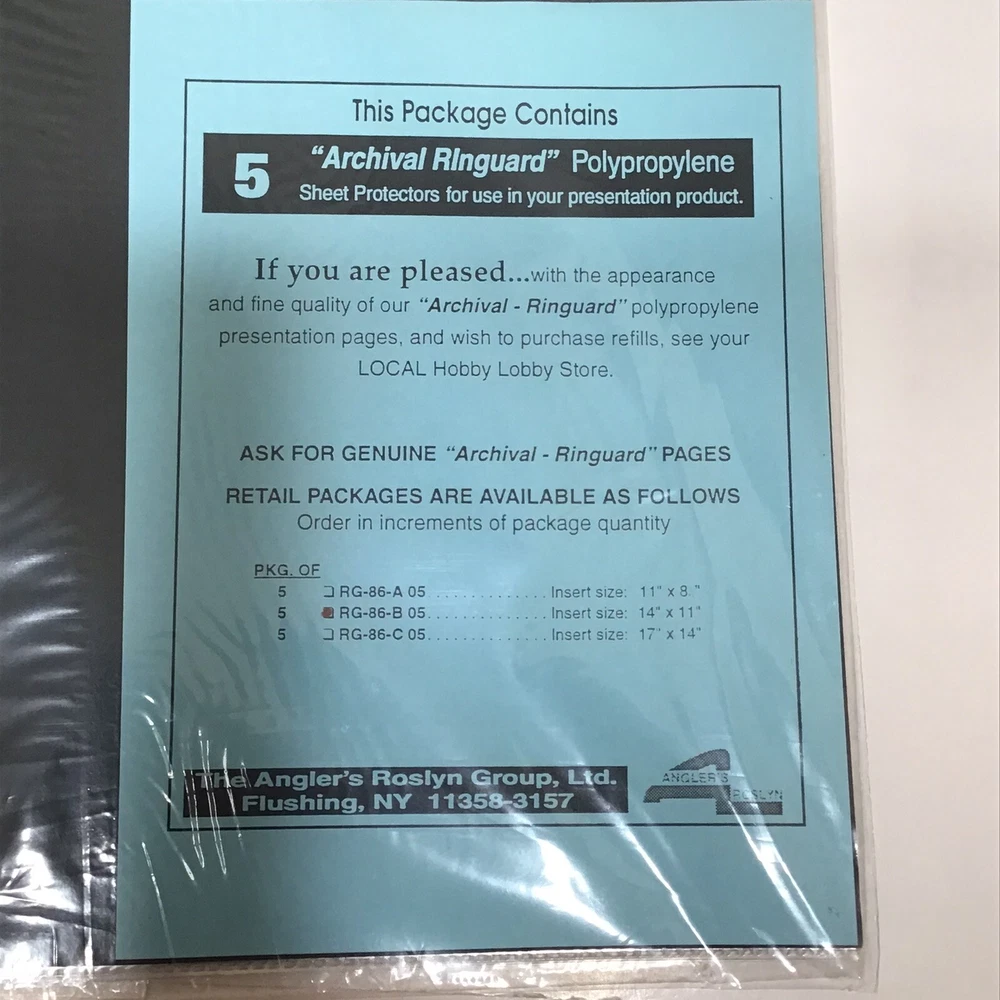 This Package Contains
5
"Archival RInguard" Polypropylene
Sheet Protectors for use in your presentation product.
If you are pleased...with the appearance
and fine quality of our "Archival - Ringuard" polypropylene
presentation pages, and wish to purchase refills, see your
LOCAL Hobby Lobby Store.
ASK FOR GENUINE "Archival - Ringuard" PAGES
RETAIL PACKAGES ARE AVAILABLE AS FOLLOWS
Order in increments of package quantity
PKG. OF
5 RG-86-A 05 .............. Insert size: 11" x 8 "
5 RG-86-B 05 .............. Insert size: 14" x 11"
5 RG-86-C 05 .............. Insert size: 17" x 14"
The Angler's Roslyn Group, Ltd.
Flushing, NY 11358-3157
ANGLER'S
ROSLYN